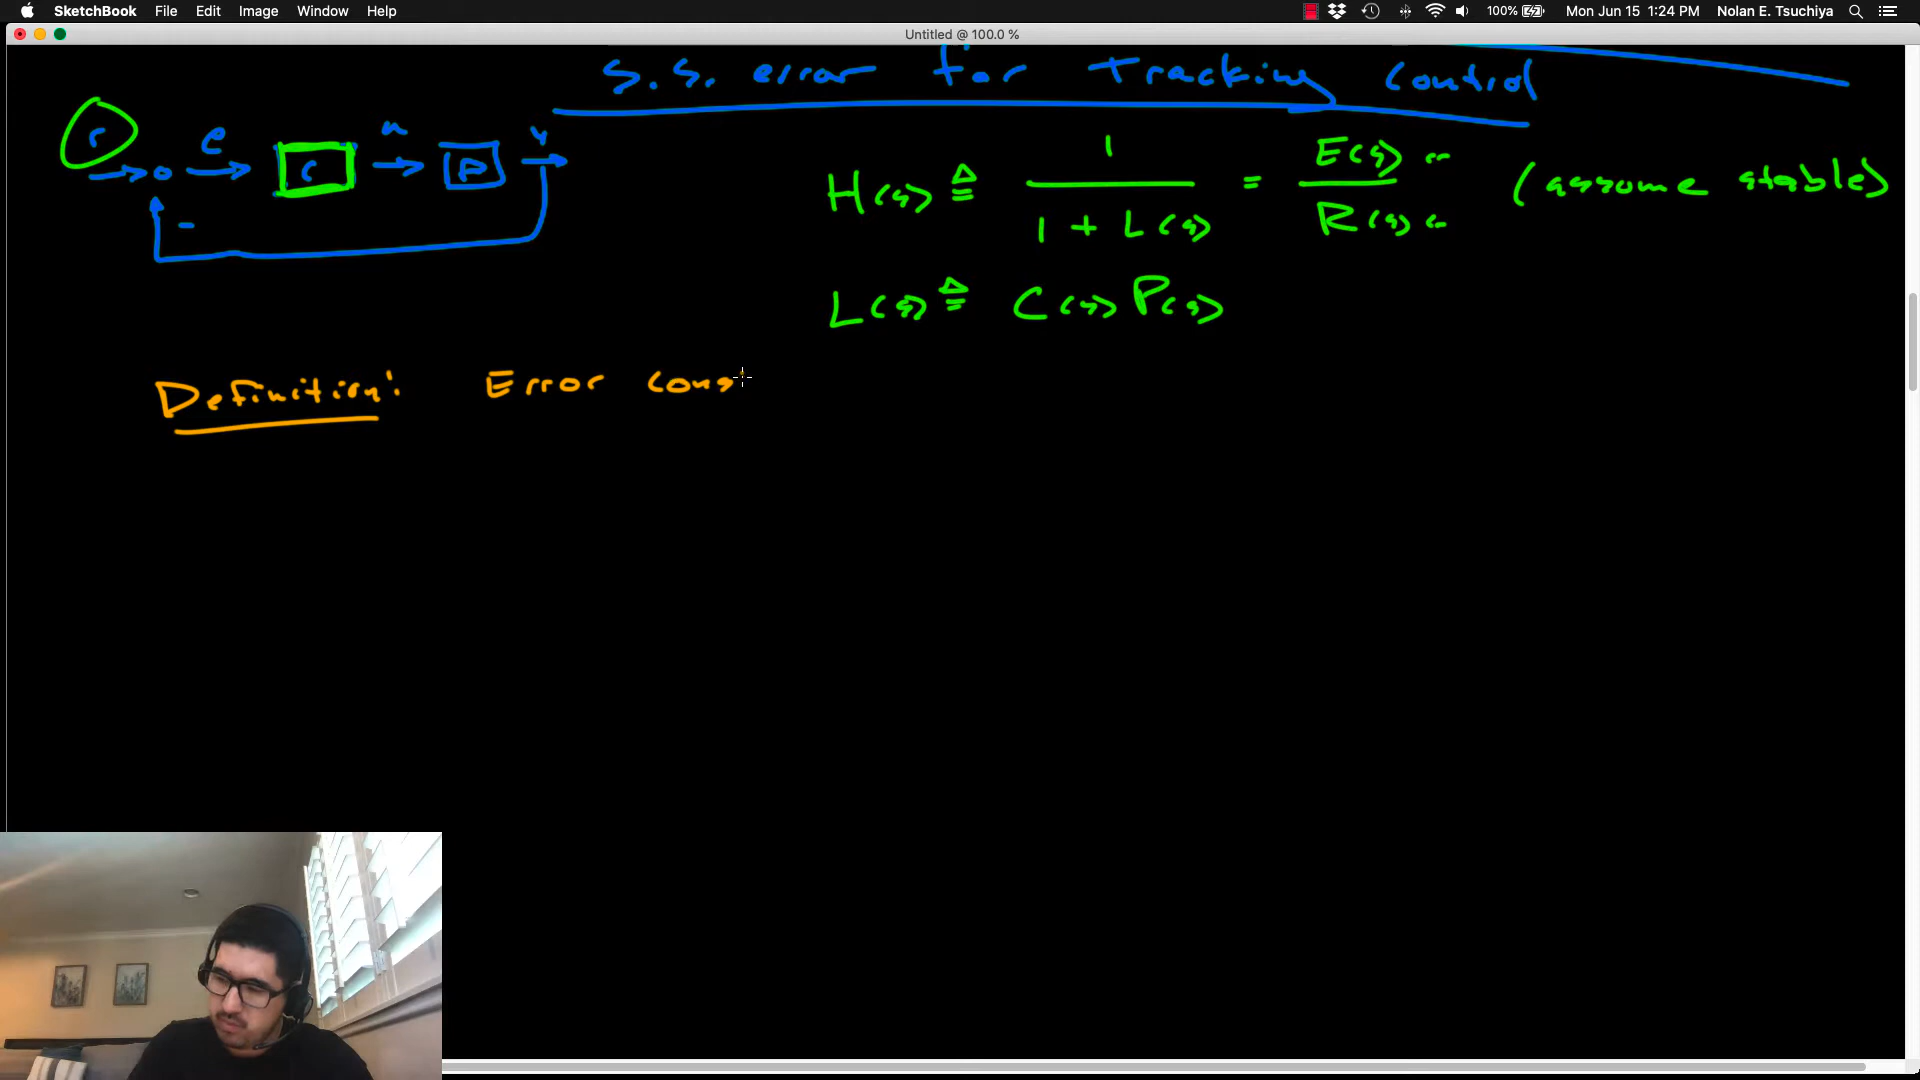 SketchBook File Edit Image Window Help 100% Mon Jun 15 1:24 PM Nolan E. Tsuchiya
Untitled @ 100.0 %
s.s. error for Tracking Control
r e C u P y
-
H(s) ≜ 1 / 1 + L(s) = E(s) / R(s) (assume stable)
L(s) ≜ C(s) P(s)
Definition: Error cons